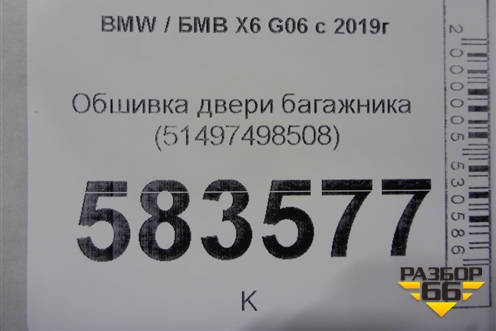 BMW / БМВ X6 G06 с 2019г
Обшивка двери багажника
(51497498508)
583577
К
2000005530586
РАЗБОР
66